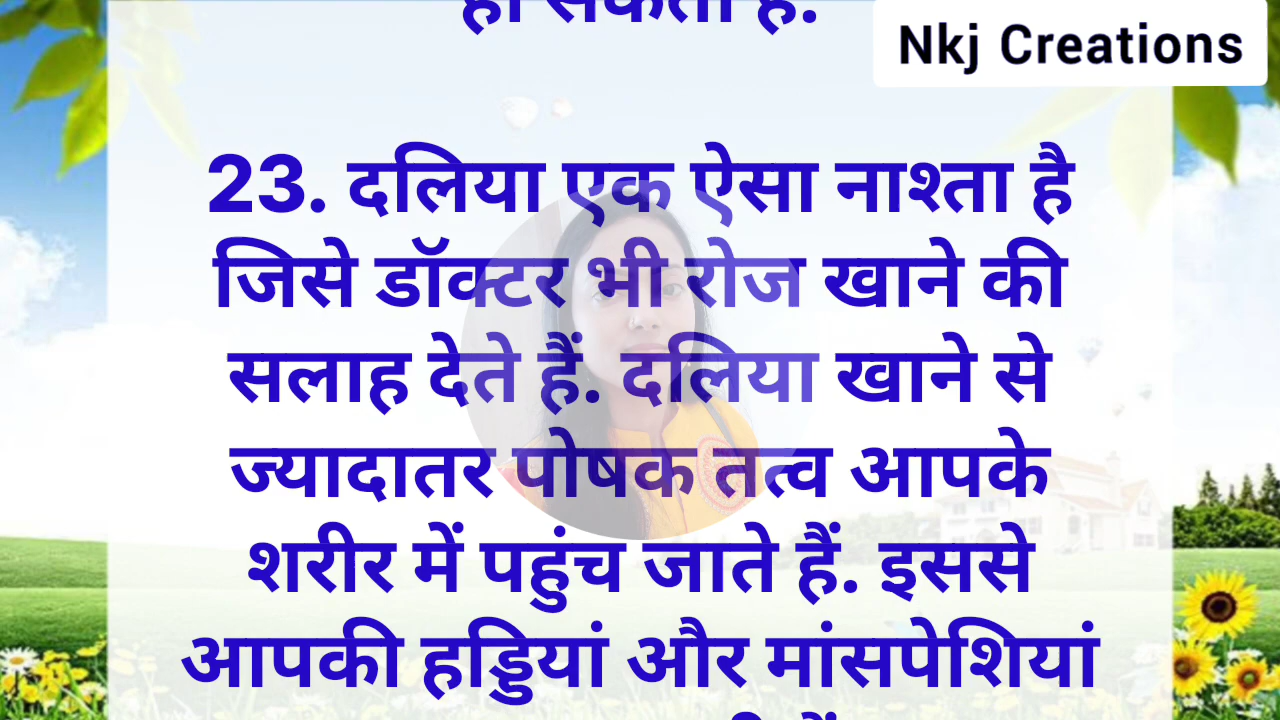 हो सकता है.
Nkj Creations
23. दलिया एक ऐसा नाश्ता है
जिसे डॉक्टर भी रोज खाने की
सलाह देते हैं. दलिया खाने से
ज्यादातर पोषक तत्व आपके
शरीर में पहुंच जाते हैं. इससे
आपकी हड्डियां और मांसपेशियां